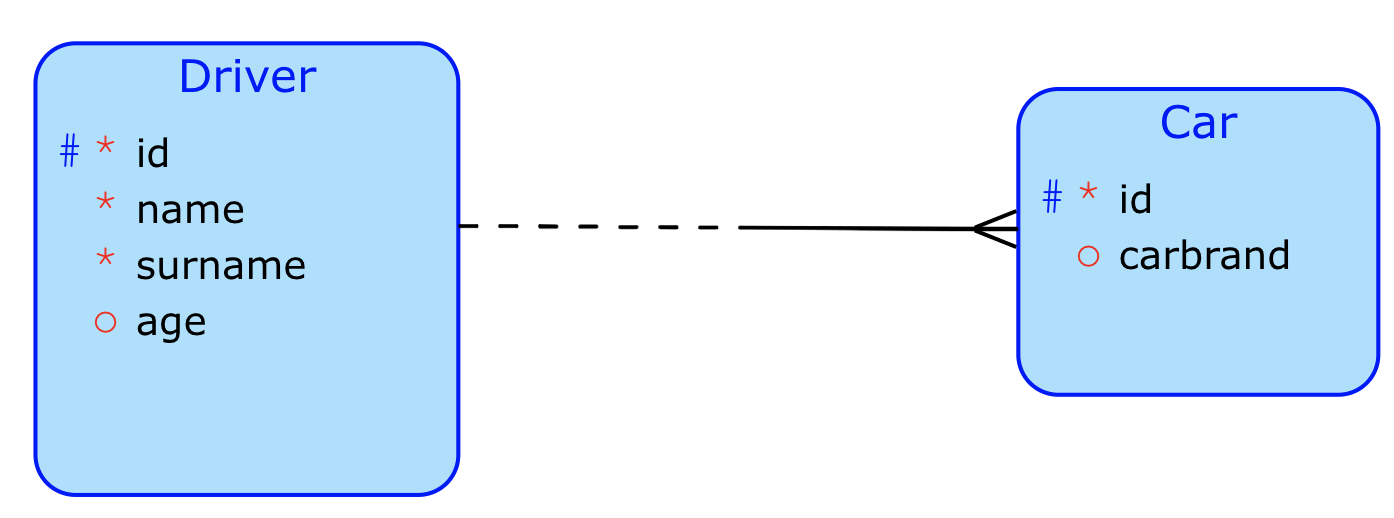 Driver
# * id
* name
* surname
○ age
Car
# * id
○ carbrand